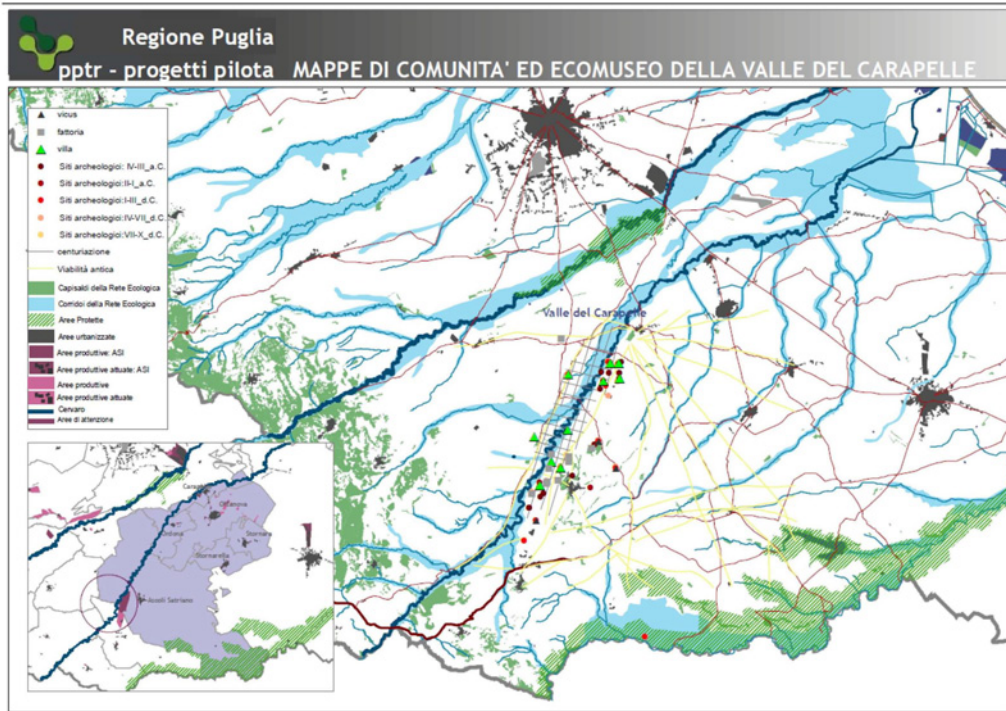 Regione Puglia
pptr - progetti pilota MAPPE DI COMUNITA' ED ECOMUSEO DELLA VALLE DEL CARAPELLE
vicus
fattoria
villa
Siti archeologici: IV-III_a.C.
Siti archeologici:II-I_a.C.
Siti archeologici:I-III_d.C.
Siti archeologici:IV-VII_d.C.
Siti archeologici:VII-X_d.C.
centuriazione
Viabilità antica
Capisaldi della Rete Ecologica
Corridoi della Rete Ecologica
Aree Protette
Aree urbanizzate
Aree produttive: ASI
Aree produttive attuate: ASI
Aree produttive
Aree produttive attuate
Cervaro
Aree di attenzione
Valle del Carapelle
Stornarella
Ascoli Satriano